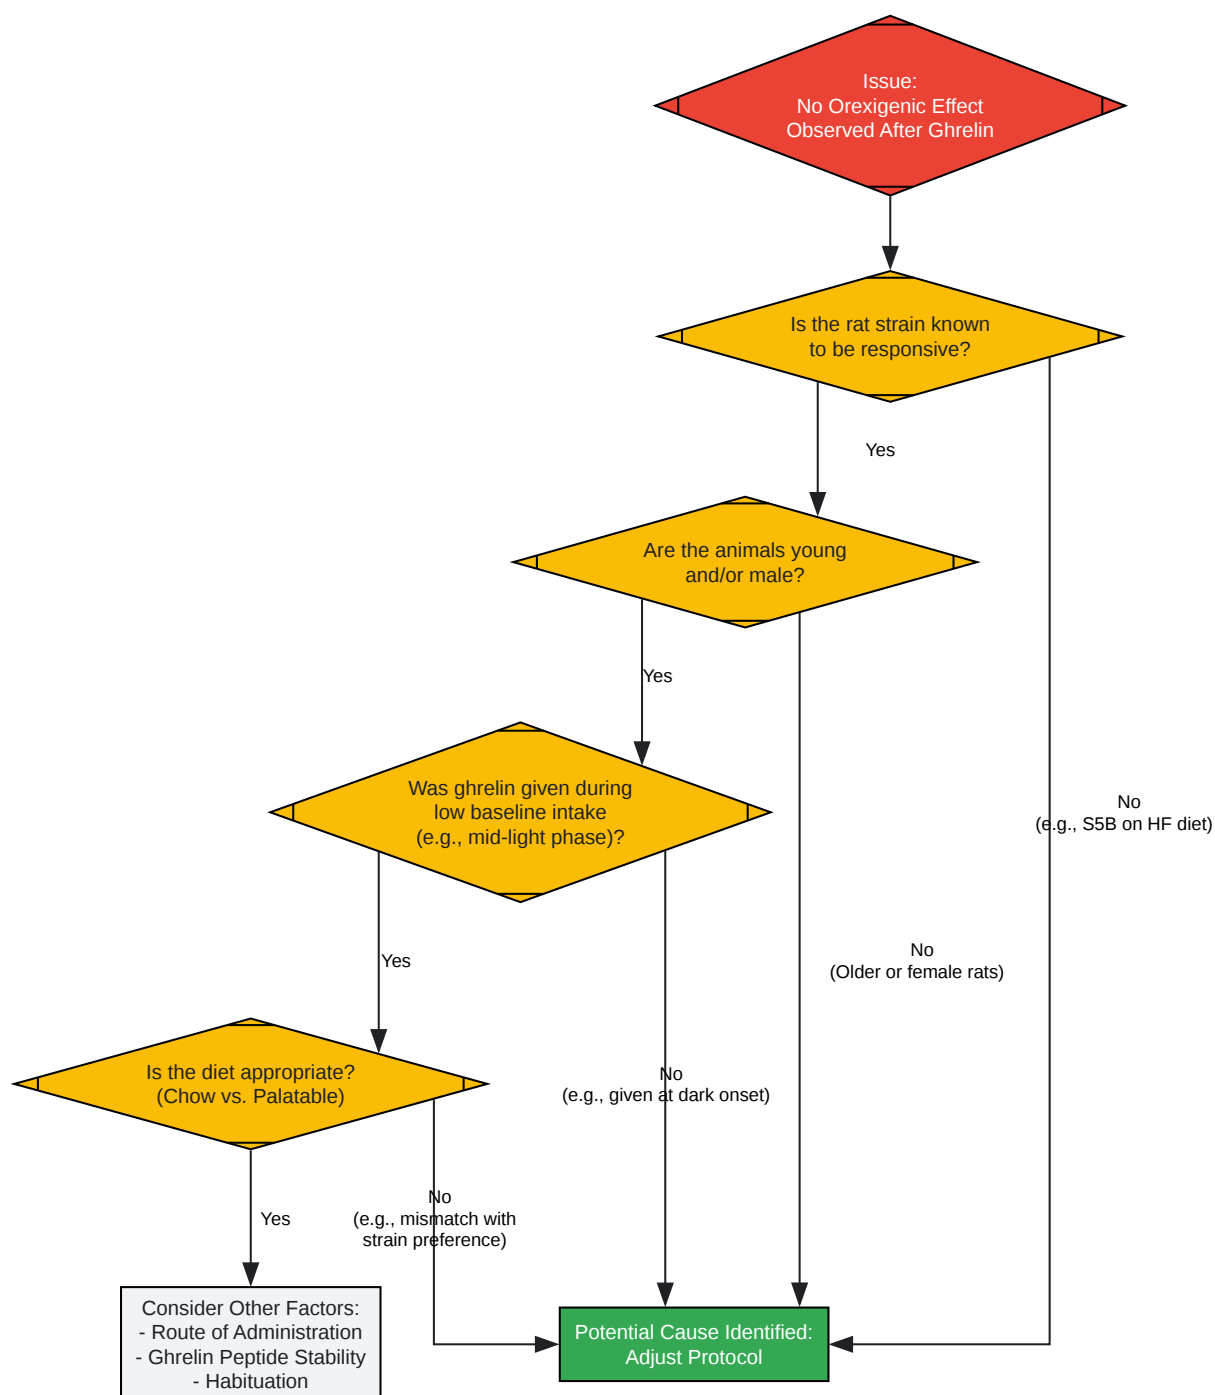 Issue:
No Orexigenic Effect
Observed After Ghrelin
Is the rat strain known
to be responsive?
Yes
Are the animals young
and/or male?
Yes
Was ghrelin given during
low baseline intake
(e.g., mid-light phase)?
No
(e.g., S5B on HF diet)
Yes
No
(Older or female rats)
Is the diet appropriate?
(Chow vs. Palatable)
No
(e.g., given at dark onset)
Yes
No
(e.g., mismatch with
strain preference)
Consider Other Factors:
- Route of Administration
- Ghrelin Peptide Stability
- Habituation
Potential Cause Identified:
Adjust Protocol